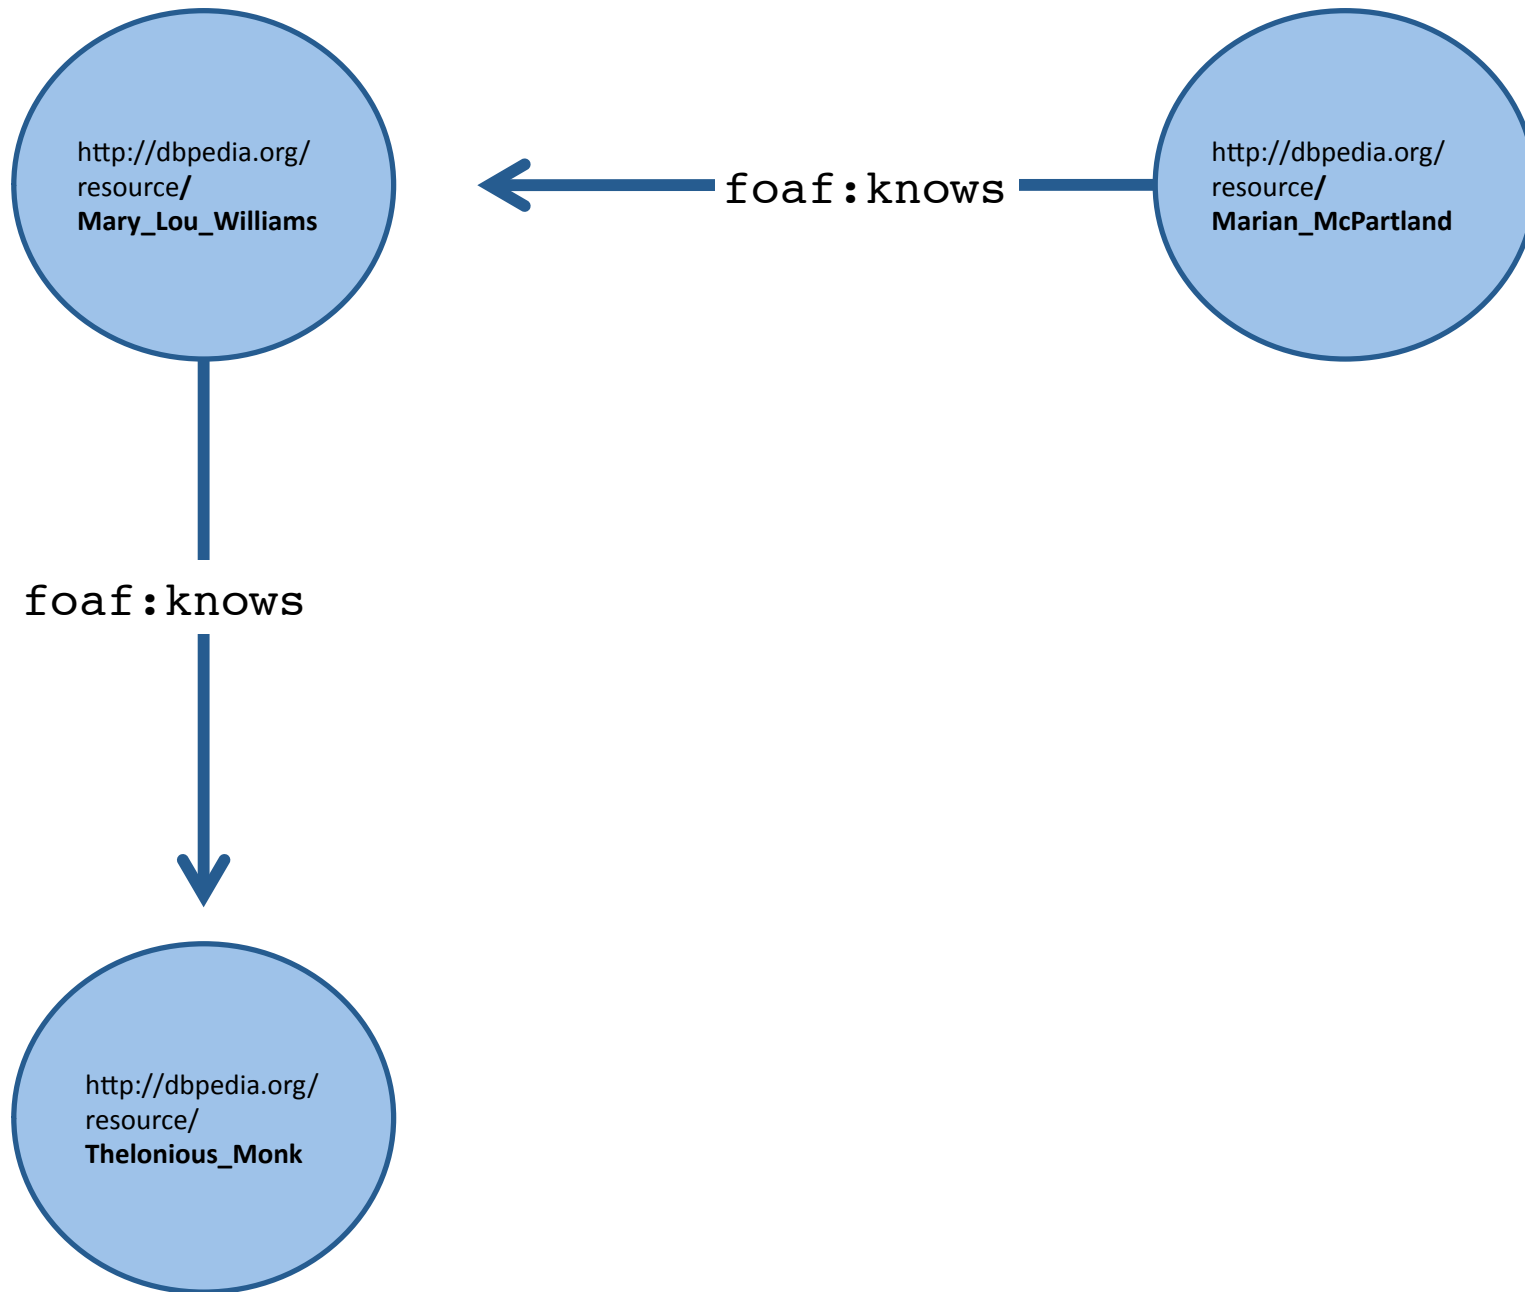 http://dbpedia.org/
resource/
Mary_Lou_Williams
foaf:knows
http://dbpedia.org/
resource/
Marian_McPartland
foaf:knows
http://dbpedia.org/
resource/
Thelonious_Monk